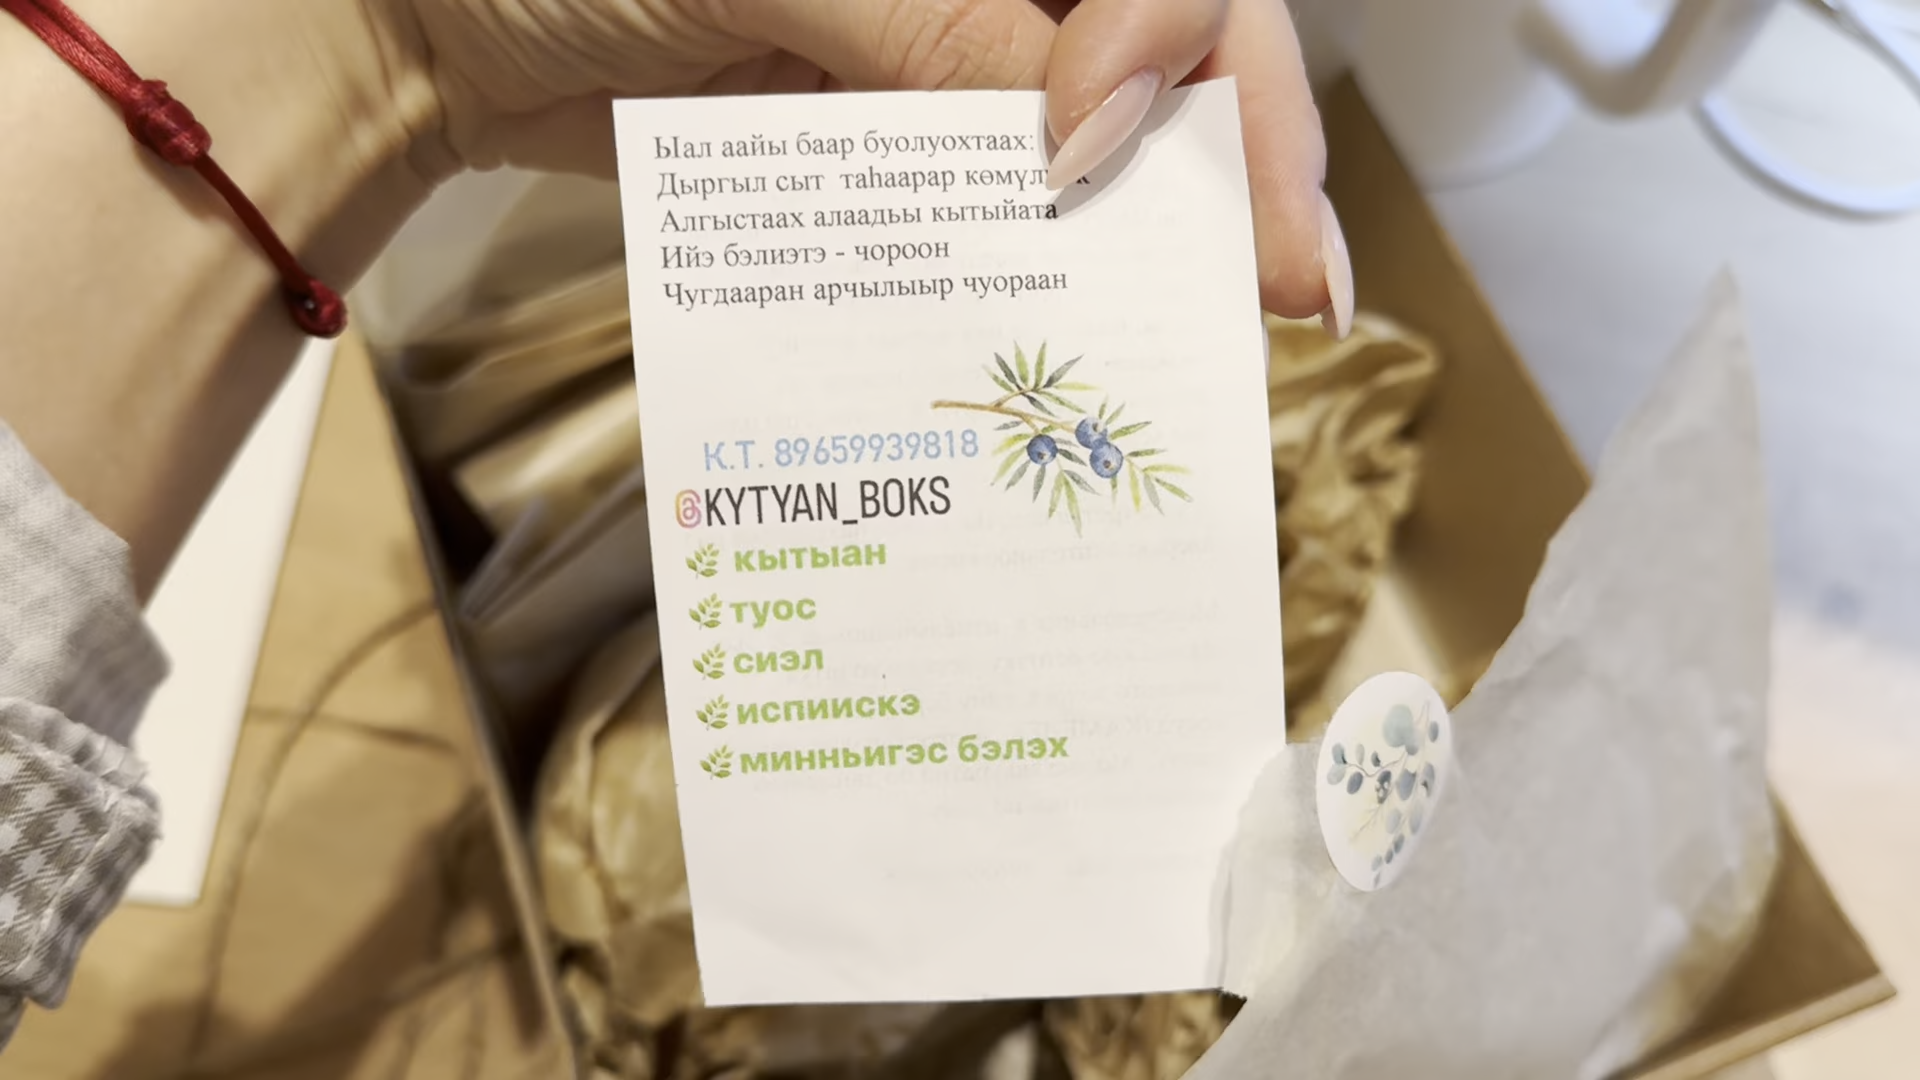 Ыал аайы баар буолуохтаах:
Дыргыл сыт таһаарар
Алгыстаах алаадьы кытыйата
Ийэ бэлиэтэ - чороон
Чугдааран арчылыыр чуораан
К.Т. 89659939818
@KYTYAN_BOKS
кытыан
туос
сиэл
испиискэ
минньигэс бэлэх